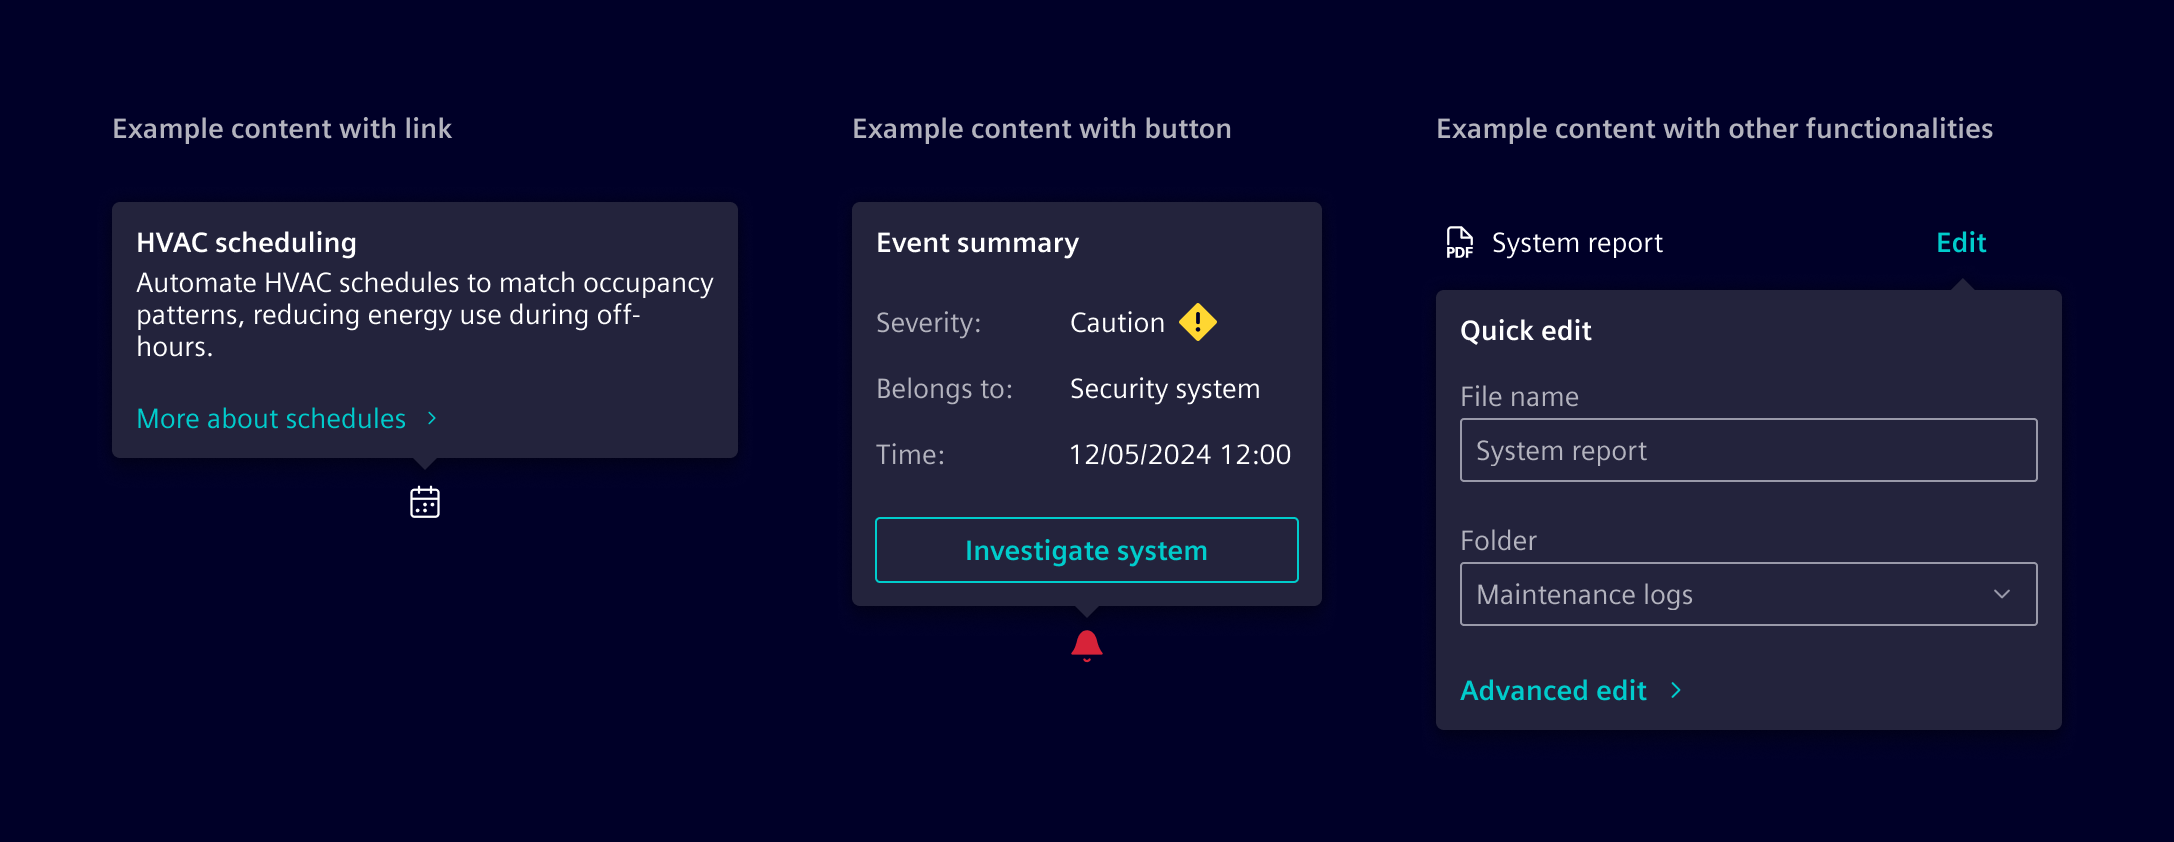 Example content with link
HVAC scheduling
Automate HVAC schedules to match occupancy
patterns, reducing energy use during off-
hours.
More about schedules
Example content with button
Event summary
Severity: Caution
Belongs to: Security system
Time: 12/05/2024 12:00
Investigate system
Example content with other functionalities
PDF System report Edit
Quick edit
File name
System report
Folder
Maintenance logs
Advanced edit